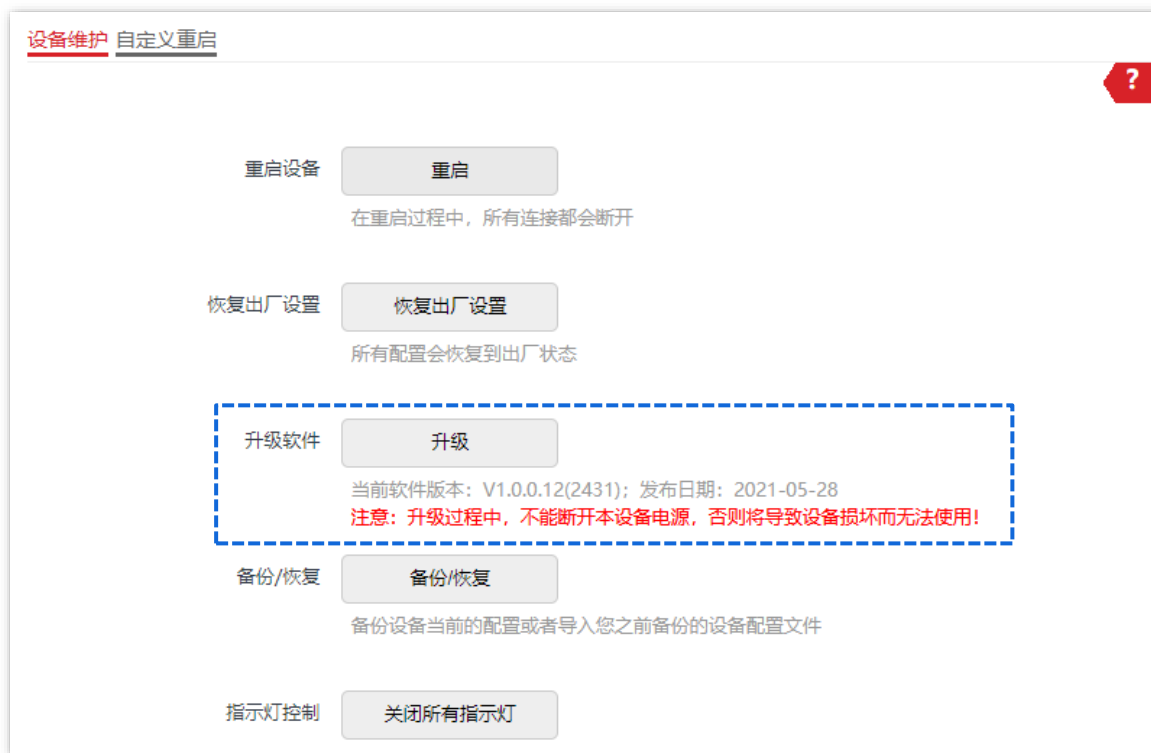 设备维护 自定义重启
?
重启设备 重启
在重启过程中，所有连接都会断开
恢复出厂设置 恢复出厂设置
所有配置会恢复到出厂状态
升级软件 升级
当前软件版本：V1.0.0.12(2431)；发布日期：2021-05-28
注意：升级过程中，不能断开本设备电源，否则将导致设备损坏而无法使用！
备份/恢复 备份/恢复
备份设备当前的配置或者导入您之前备份的设备配置文件
指示灯控制 关闭所有指示灯